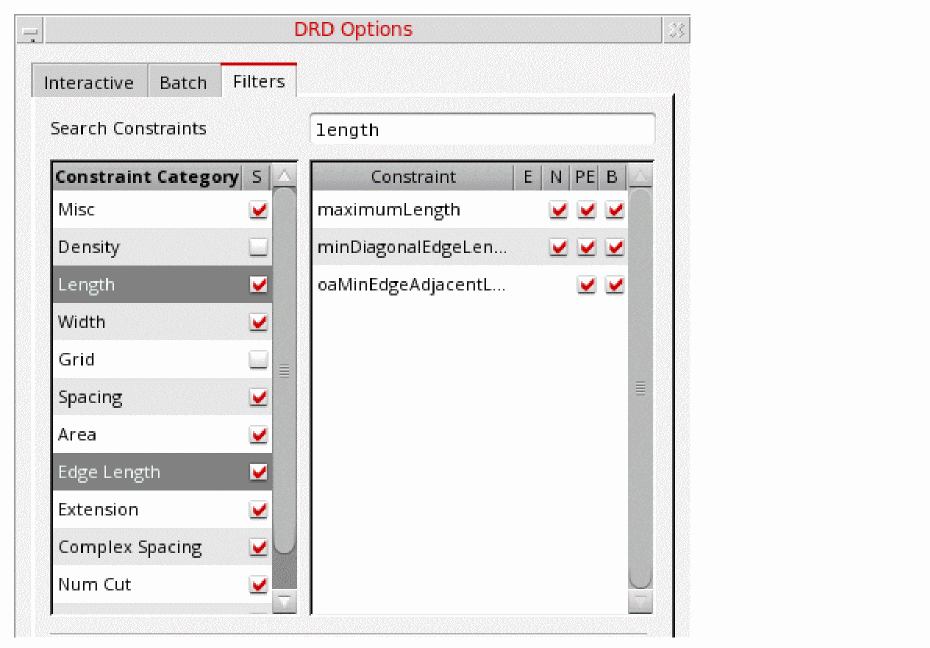 DRD Options
Interactive Batch Filters
Search Constraints length
Constraint Category S Constraint E N PE B
Misc maximumLength
Density minDiagonalEdgeLen...
Length oaMinEdgeAdjacentL...
Width
Grid
Spacing
Area
Edge Length
Extension
Complex Spacing
Num Cut